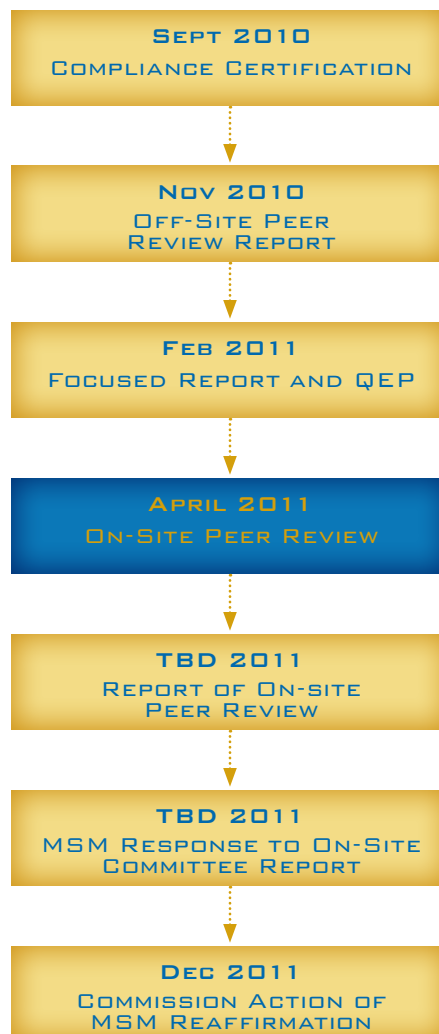 Sept 2010
Compliance Certification
Nov 2010
Off-Site Peer
Review Report
Feb 2011
Focused Report and QEP
April 2011
On-Site Peer Review
TBD 2011
Report of On-site
Peer Review
TBD 2011
MSM Response to On-Site
Committee Report
Dec 2011
Commission Action of
MSM Reaffirmation